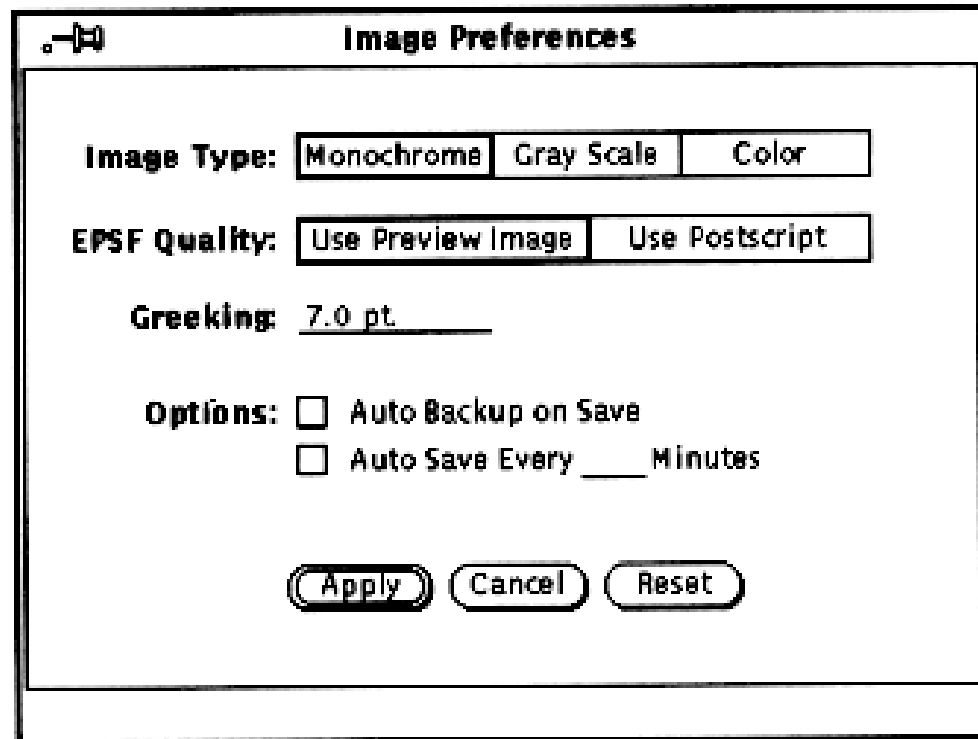 Image Preferences
Image Type: Monochrome Gray Scale Color
EPSF Quality: Use Preview Image Use Postscript
Greeking: 7.0 pt.
Options: Auto Backup on Save
Auto Save Every ____ Minutes
Apply Cancel Reset